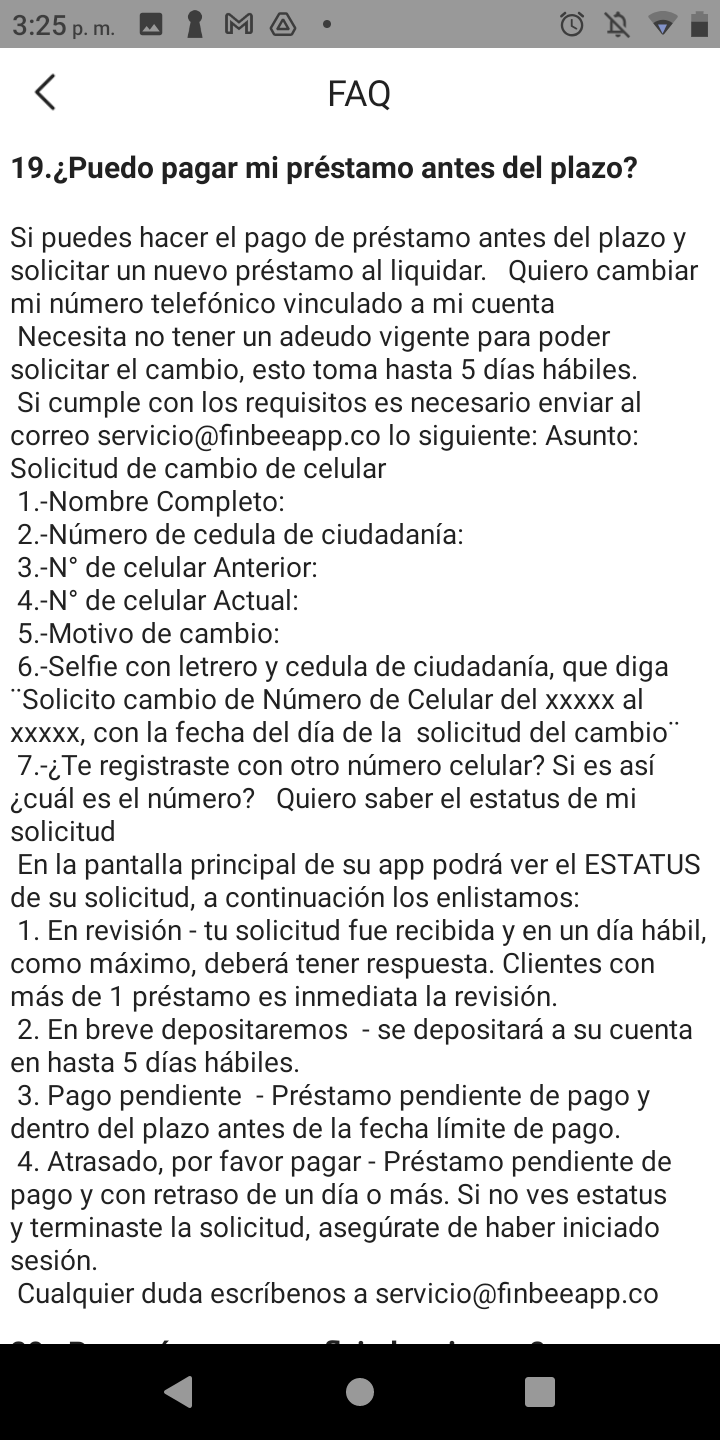 3:25 p. m.
FAQ
19.¿Puedo pagar mi préstamo antes del plazo?
Si puedes hacer el pago de préstamo antes del plazo y
solicitar un nuevo préstamo al liquidar.   Quiero cambiar
mi número telefónico vinculado a mi cuenta
Necesita no tener un adeudo vigente para poder
solicitar el cambio, esto toma hasta 5 días hábiles.
Si cumple con los requisitos es necesario enviar al
correo servicio@finbeeapp.co lo siguiente: Asunto:
Solicitud de cambio de celular
1.-Nombre Completo:
2.-Número de cedula de ciudadanía:
3.-N° de celular Anterior:
4.-N° de celular Actual:
5.-Motivo de cambio:
6.-Selfie con letrero y cedula de ciudadanía, que diga
¨Solicito cambio de Número de Celular del xxxxx al
xxxxx, con la fecha del día de la  solicitud del cambio¨
7.-¿Te registraste con otro número celular? Si es así
¿cuál es el número?   Quiero saber el estatus de mi
solicitud
En la pantalla principal de su app podrá ver el ESTATUS
de su solicitud, a continuación los enlistamos:
1. En revisión - tu solicitud fue recibida y en un día hábil,
como máximo, deberá tener respuesta. Clientes con
más de 1 préstamo es inmediata la revisión.
2. En breve depositaremos  - se depositará a su cuenta
en hasta 5 días hábiles.
3. Pago pendiente  - Préstamo pendiente de pago y
dentro del plazo antes de la fecha límite de pago.
4. Atrasado, por favor pagar - Préstamo pendiente de
pago y con retraso de un día o más. Si no ves estatus
y terminaste la solicitud, asegúrate de haber iniciado
sesión.
Cualquier duda escríbenos a servicio@finbeeapp.co